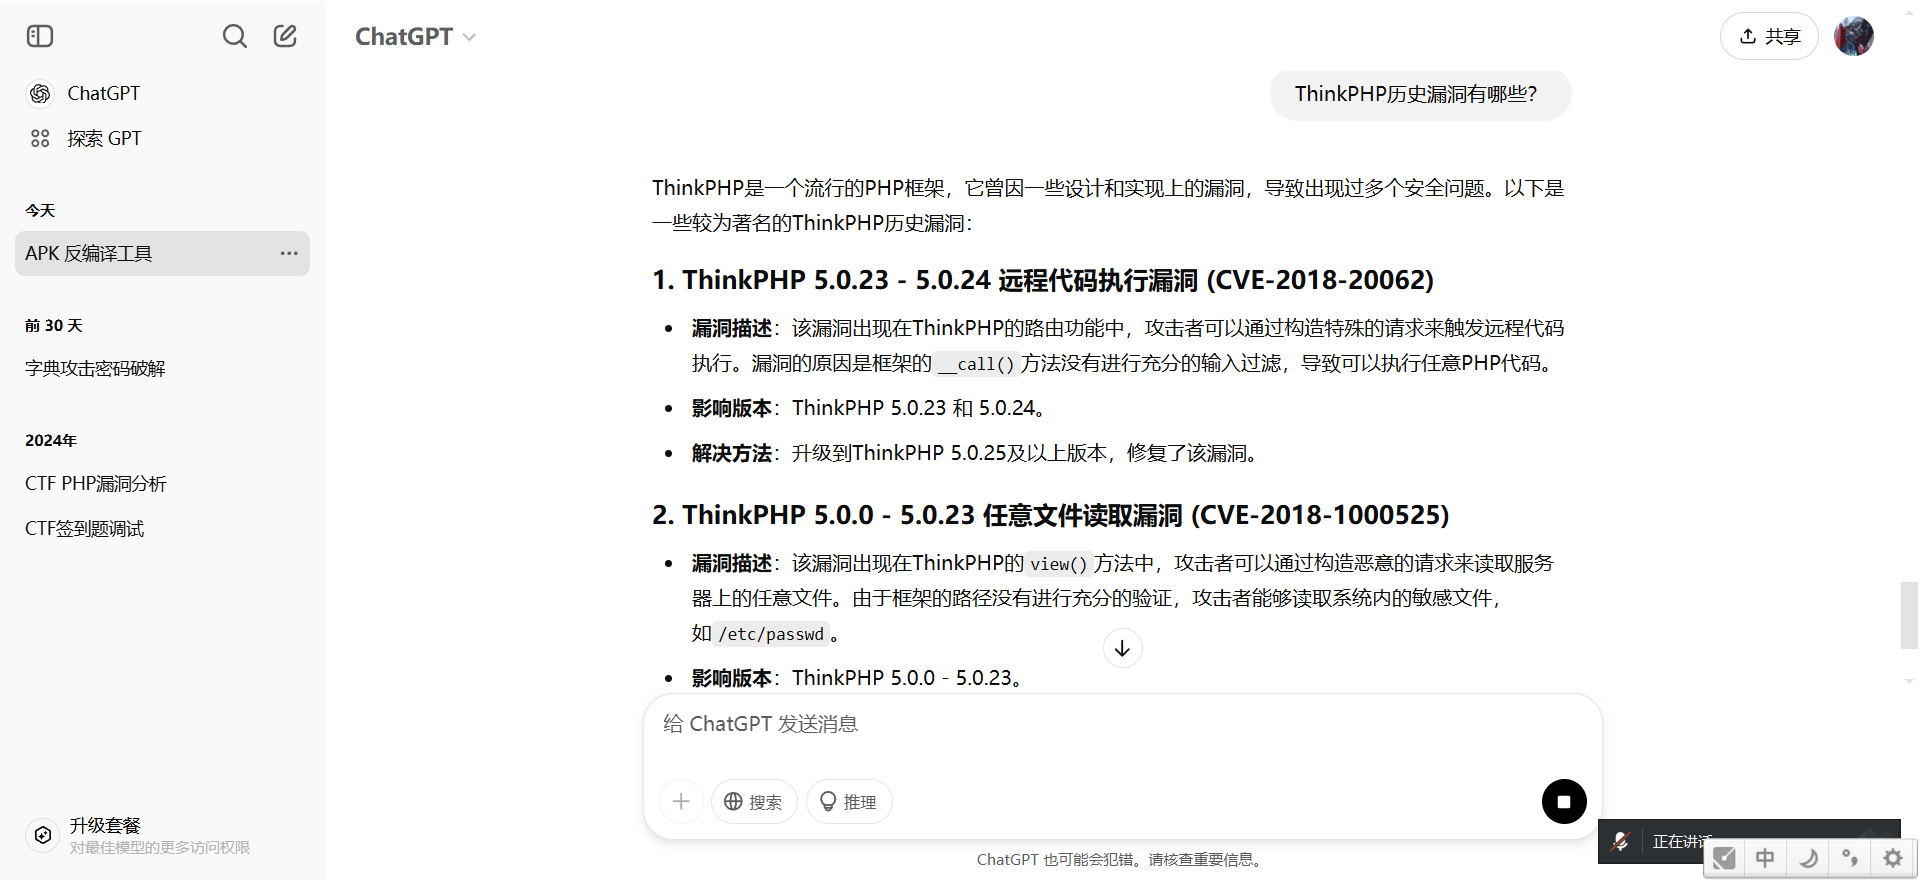 ChatGPT
共享
ChatGPT
探索 GPT
今天
APK 反编译工具
前 30 天
字典攻击密码破解
2024年
CTF PHP漏洞分析
CTF签到题调试
升级套餐
对最佳模型的更多访问权限
ThinkPHP历史漏洞有哪些？
ThinkPHP是一个流行的PHP框架，它曾因一些设计和实现上的漏洞，导致出现过多个安全问题。以下是
一些较为著名的ThinkPHP历史漏洞：
1. ThinkPHP 5.0.23 - 5.0.24 远程代码执行漏洞 (CVE-2018-20062)
• 漏洞描述：该漏洞出现在ThinkPHP的路由功能中，攻击者可以通过构造特殊的请求来触发远程代码
执行。漏洞的原因是框架的 __call() 方法没有进行充分的输入过滤，导致可以执行任意PHP代码。
• 影响版本：ThinkPHP 5.0.23 和 5.0.24。
• 解决方法：升级到ThinkPHP 5.0.25及以上版本，修复了该漏洞。
2. ThinkPHP 5.0.0 - 5.0.23 任意文件读取漏洞 (CVE-2018-1000525)
• 漏洞描述：该漏洞出现在ThinkPHP的 view() 方法中，攻击者可以通过构造恶意的请求来读取服务
器上的任意文件。由于框架的路径没有进行充分的验证，攻击者能够读取系统内的敏感文件，
如 /etc/passwd 。
• 影响版本：ThinkPHP 5.0.0 - 5.0.23。
给 ChatGPT 发送消息
搜索
推理
ChatGPT 也可能会犯错。请核查重要信息。
正在讲话
中